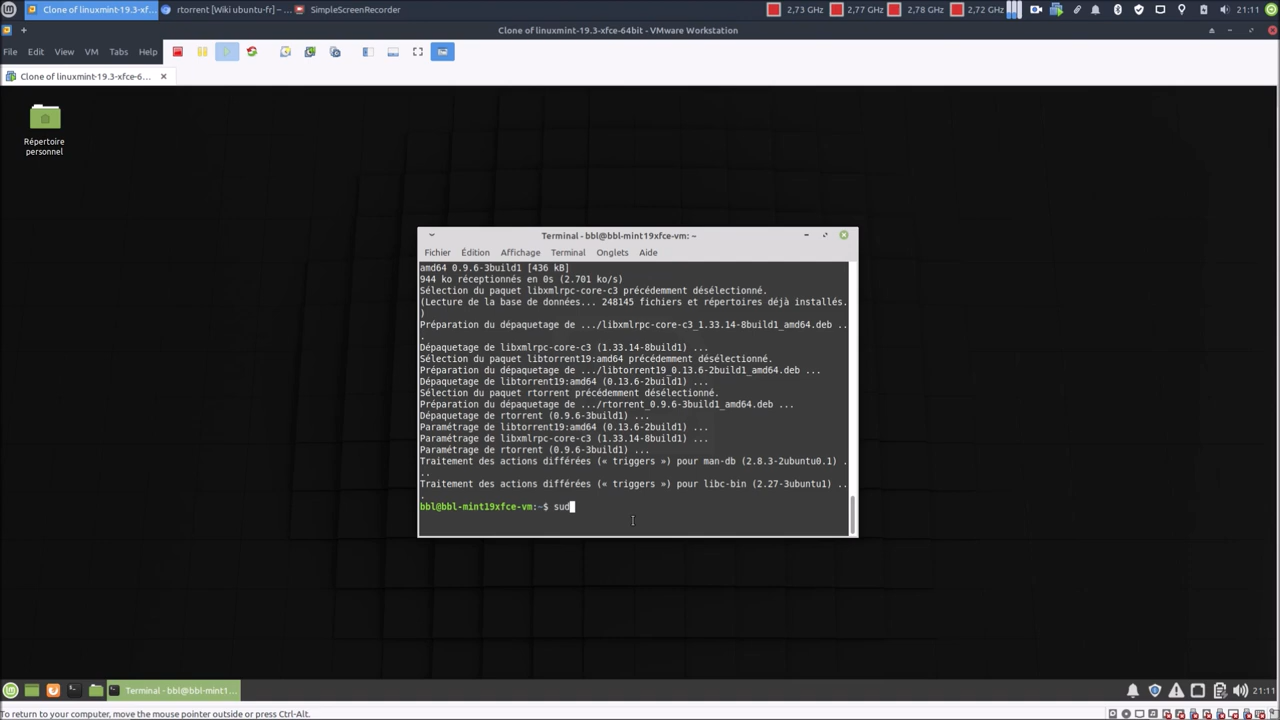 Clone of linuxmint-19.3-xf...
rtorrent [Wiki ubuntu-fr] – ...
SimpleScreenRecorder
2,73 GHz
2,77 GHz
2,78 GHz
2,72 GHz
21:11
Clone of linuxmint-19.3-xfce-64bit - VMware Workstation
File Edit View VM Tabs Help
Clone of linuxmint-19.3-xfce-6...
Répertoire
personnel
Terminal - bbl@bbl-mint19xfce-vm: ~
Fichier Édition Affichage Terminal Onglets Aide
amd64 0.9.6-3build1 [436 kB]
944 ko réceptionnés en 0s (2.701 ko/s)
Sélection du paquet libxmlrpc-core-c3 précédemment désélectionné.
(Lecture de la base de données... 248145 fichiers et répertoires déjà installés.
)
Préparation du dépaquetage de .../libxmlrpc-core-c3_1.33.14-8build1_amd64.deb ..
.
Dépaquetage de libxmlrpc-core-c3 (1.33.14-8build1) ...
Sélection du paquet libtorrent19:amd64 précédemment désélectionné.
Préparation du dépaquetage de .../libtorrent19_0.13.6-2build1_amd64.deb ...
Dépaquetage de libtorrent19:amd64 (0.13.6-2build1) ...
Sélection du paquet rtorrent précédemment désélectionné.
Préparation du dépaquetage de .../rtorrent_0.9.6-3build1_amd64.deb ...
Dépaquetage de rtorrent (0.9.6-3build1) ...
Paramétrage de libtorrent19:amd64 (0.13.6-2build1) ...
Paramétrage de libxmlrpc-core-c3 (1.33.14-8build1) ...
Paramétrage de rtorrent (0.9.6-3build1) ...
Traitement des actions différées (« triggers ») pour man-db (2.8.3-2ubuntu0.1) .
..
Traitement des actions différées (« triggers ») pour libc-bin (2.27-3ubuntu1) ..
.
bbl@bbl-mint19xfce-vm:~$ sud
Terminal - bbl@bbl-mint1...
21:11
To return to your computer, move the mouse pointer outside or press Ctrl-Alt.